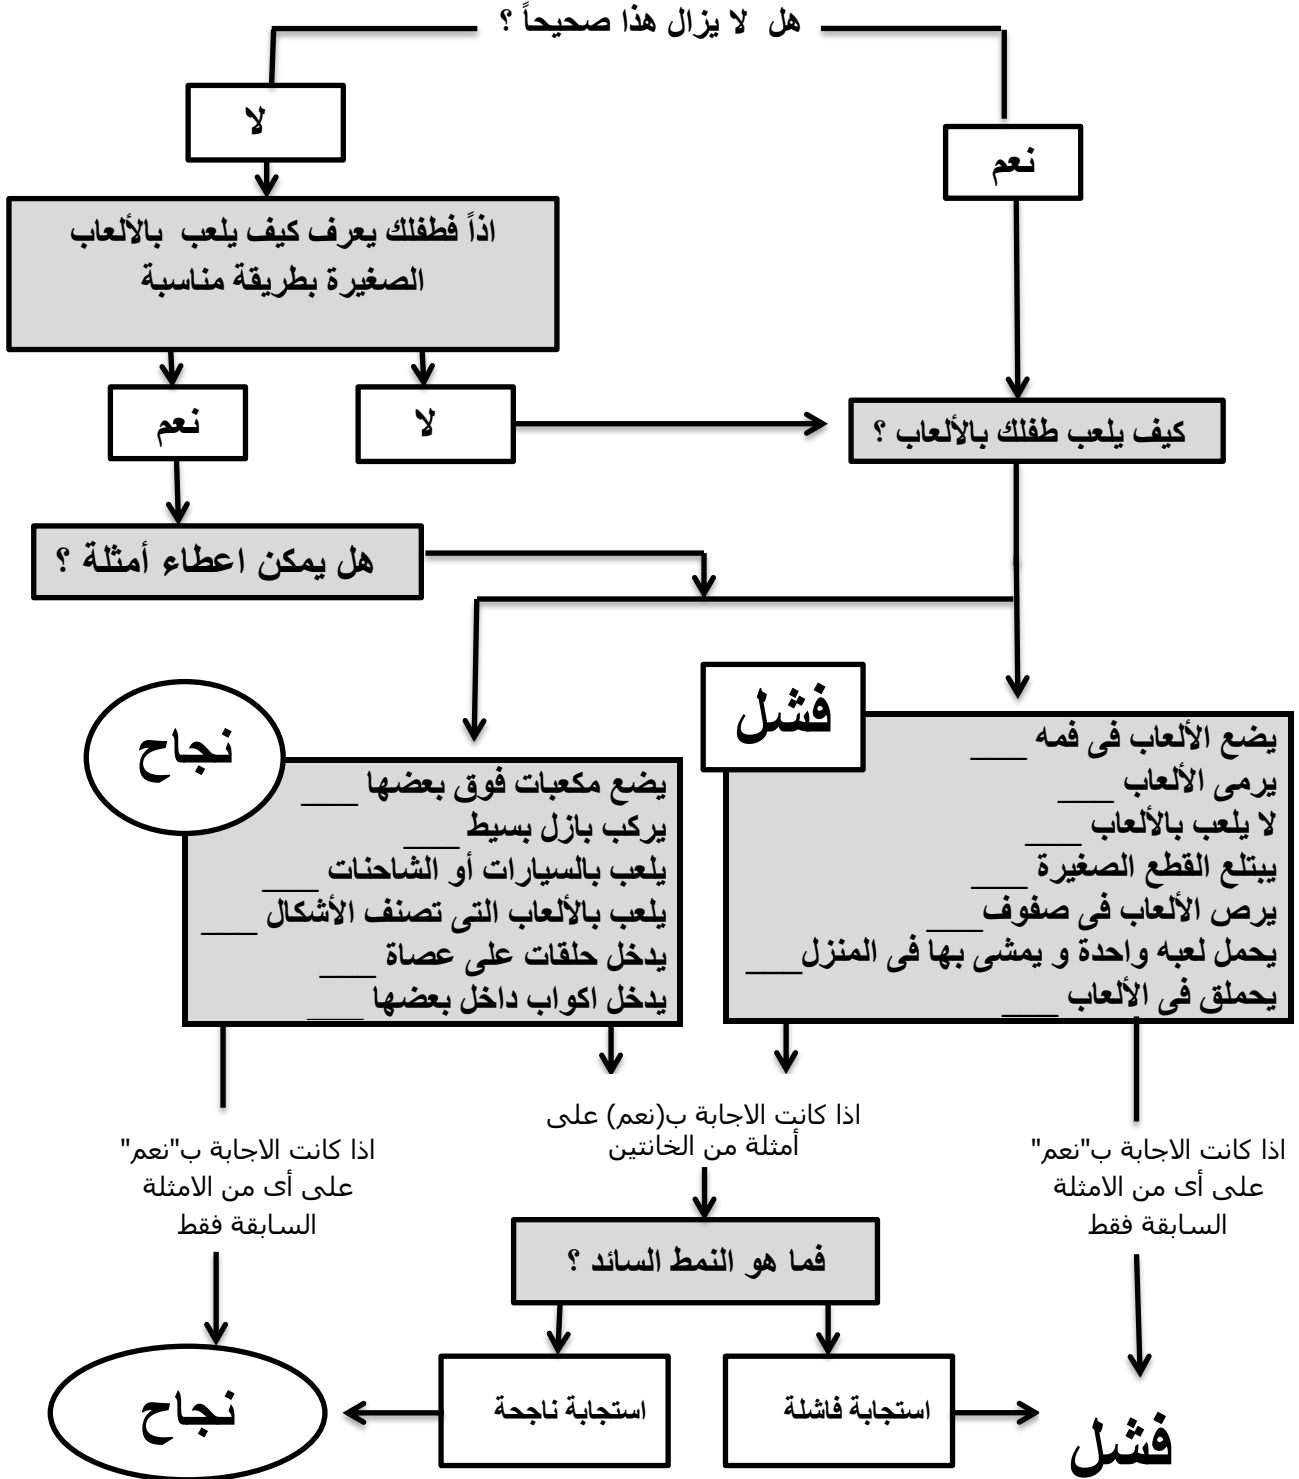 هل لا يزال هذا صحيحاً ؟
لا
نعم
اذاً فطفلك يعرف كيف يلعب بالألعاب
الصغيرة بطريقة مناسبة
نعم
لا
كيف يلعب طفلك بالألعاب ؟
هل يمكن اعطاء أمثلة ؟
فشل
يضع الألعاب فى فمه ___
يرمى الألعاب ___
لا يلعب بالألعاب ___
يبتلع القطع الصغيرة ___
يرص الألعاب فى صفوف___
يحمل لعبه واحدة و يمشى بها فى المنزل___
يحملق فى الألعاب ___
نجاح
يضع مكعبات فوق بعضها ___
يركب بازل بسيط ___
يلعب بالسيارات أو الشاحنات ___
يلعب بالألعاب التى تصنف الأشكال ___
يدخل حلقات على عصاة ___
يدخل اكواب داخل بعضها ___
اذا كانت الاجابة ب"نعم"
على أى من الامثلة
السابقة فقط
اذا كانت الاجابة ب(نعم) على
أمثلة من الخانتين
اذا كانت الاجابة ب"نعم"
على أى من الامثلة
السابقة فقط
فما هو النمط السائد ؟
استجابة فاشلة
استجابة ناجحة
فشل
نجاح